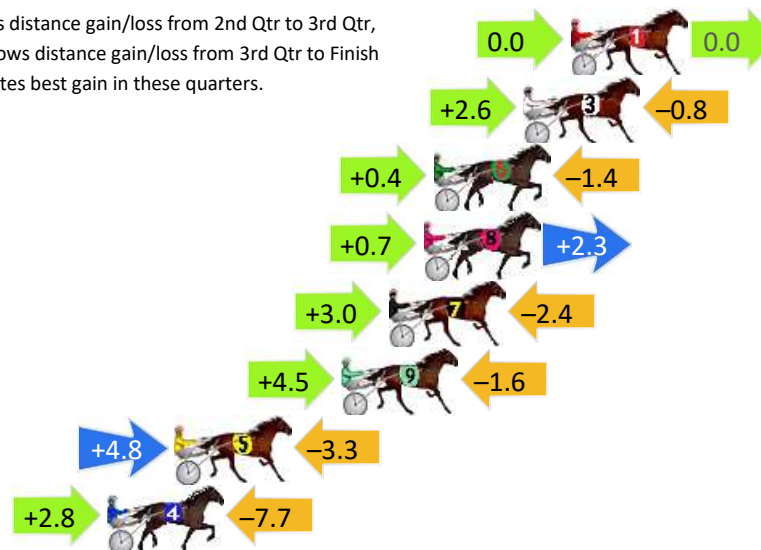 s distance gain/loss from 2nd Qtr to 3rd Qtr,
ows distance gain/loss from 3rd Qtr to Finish
tes best gain in these quarters.
0.0 1 0.0
+2.6 3 –0.8
+0.4 6 –1.4
+0.7 8 +2.3
+3.0 7 –2.4
+4.5 9 –1.6
+4.8 5 –3.3
+2.8 4 –7.7